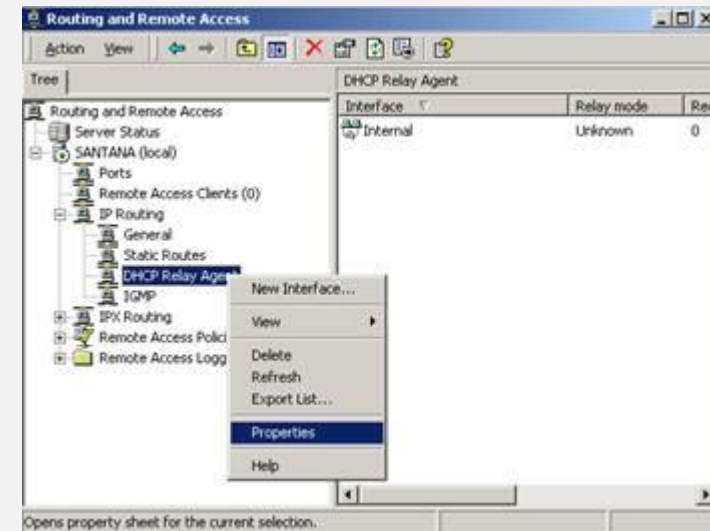 Routing and Remote Access
Action View
Tree
DHCP Relay Agent
Routing and Remote Access
Server Status
SANTANA (local)
Ports
Remote Access Clients (0)
IP Routing
General
Static Routes
DHCP Relay Agent
IGMP
IPX Routing
Remote Access Polici
Remote Access Logg
Interface Relay mode Re
Internal Unknown 0
New Interface...
View
Delete
Refresh
Export List...
Properties
Help
Opens property sheet for the current selection.